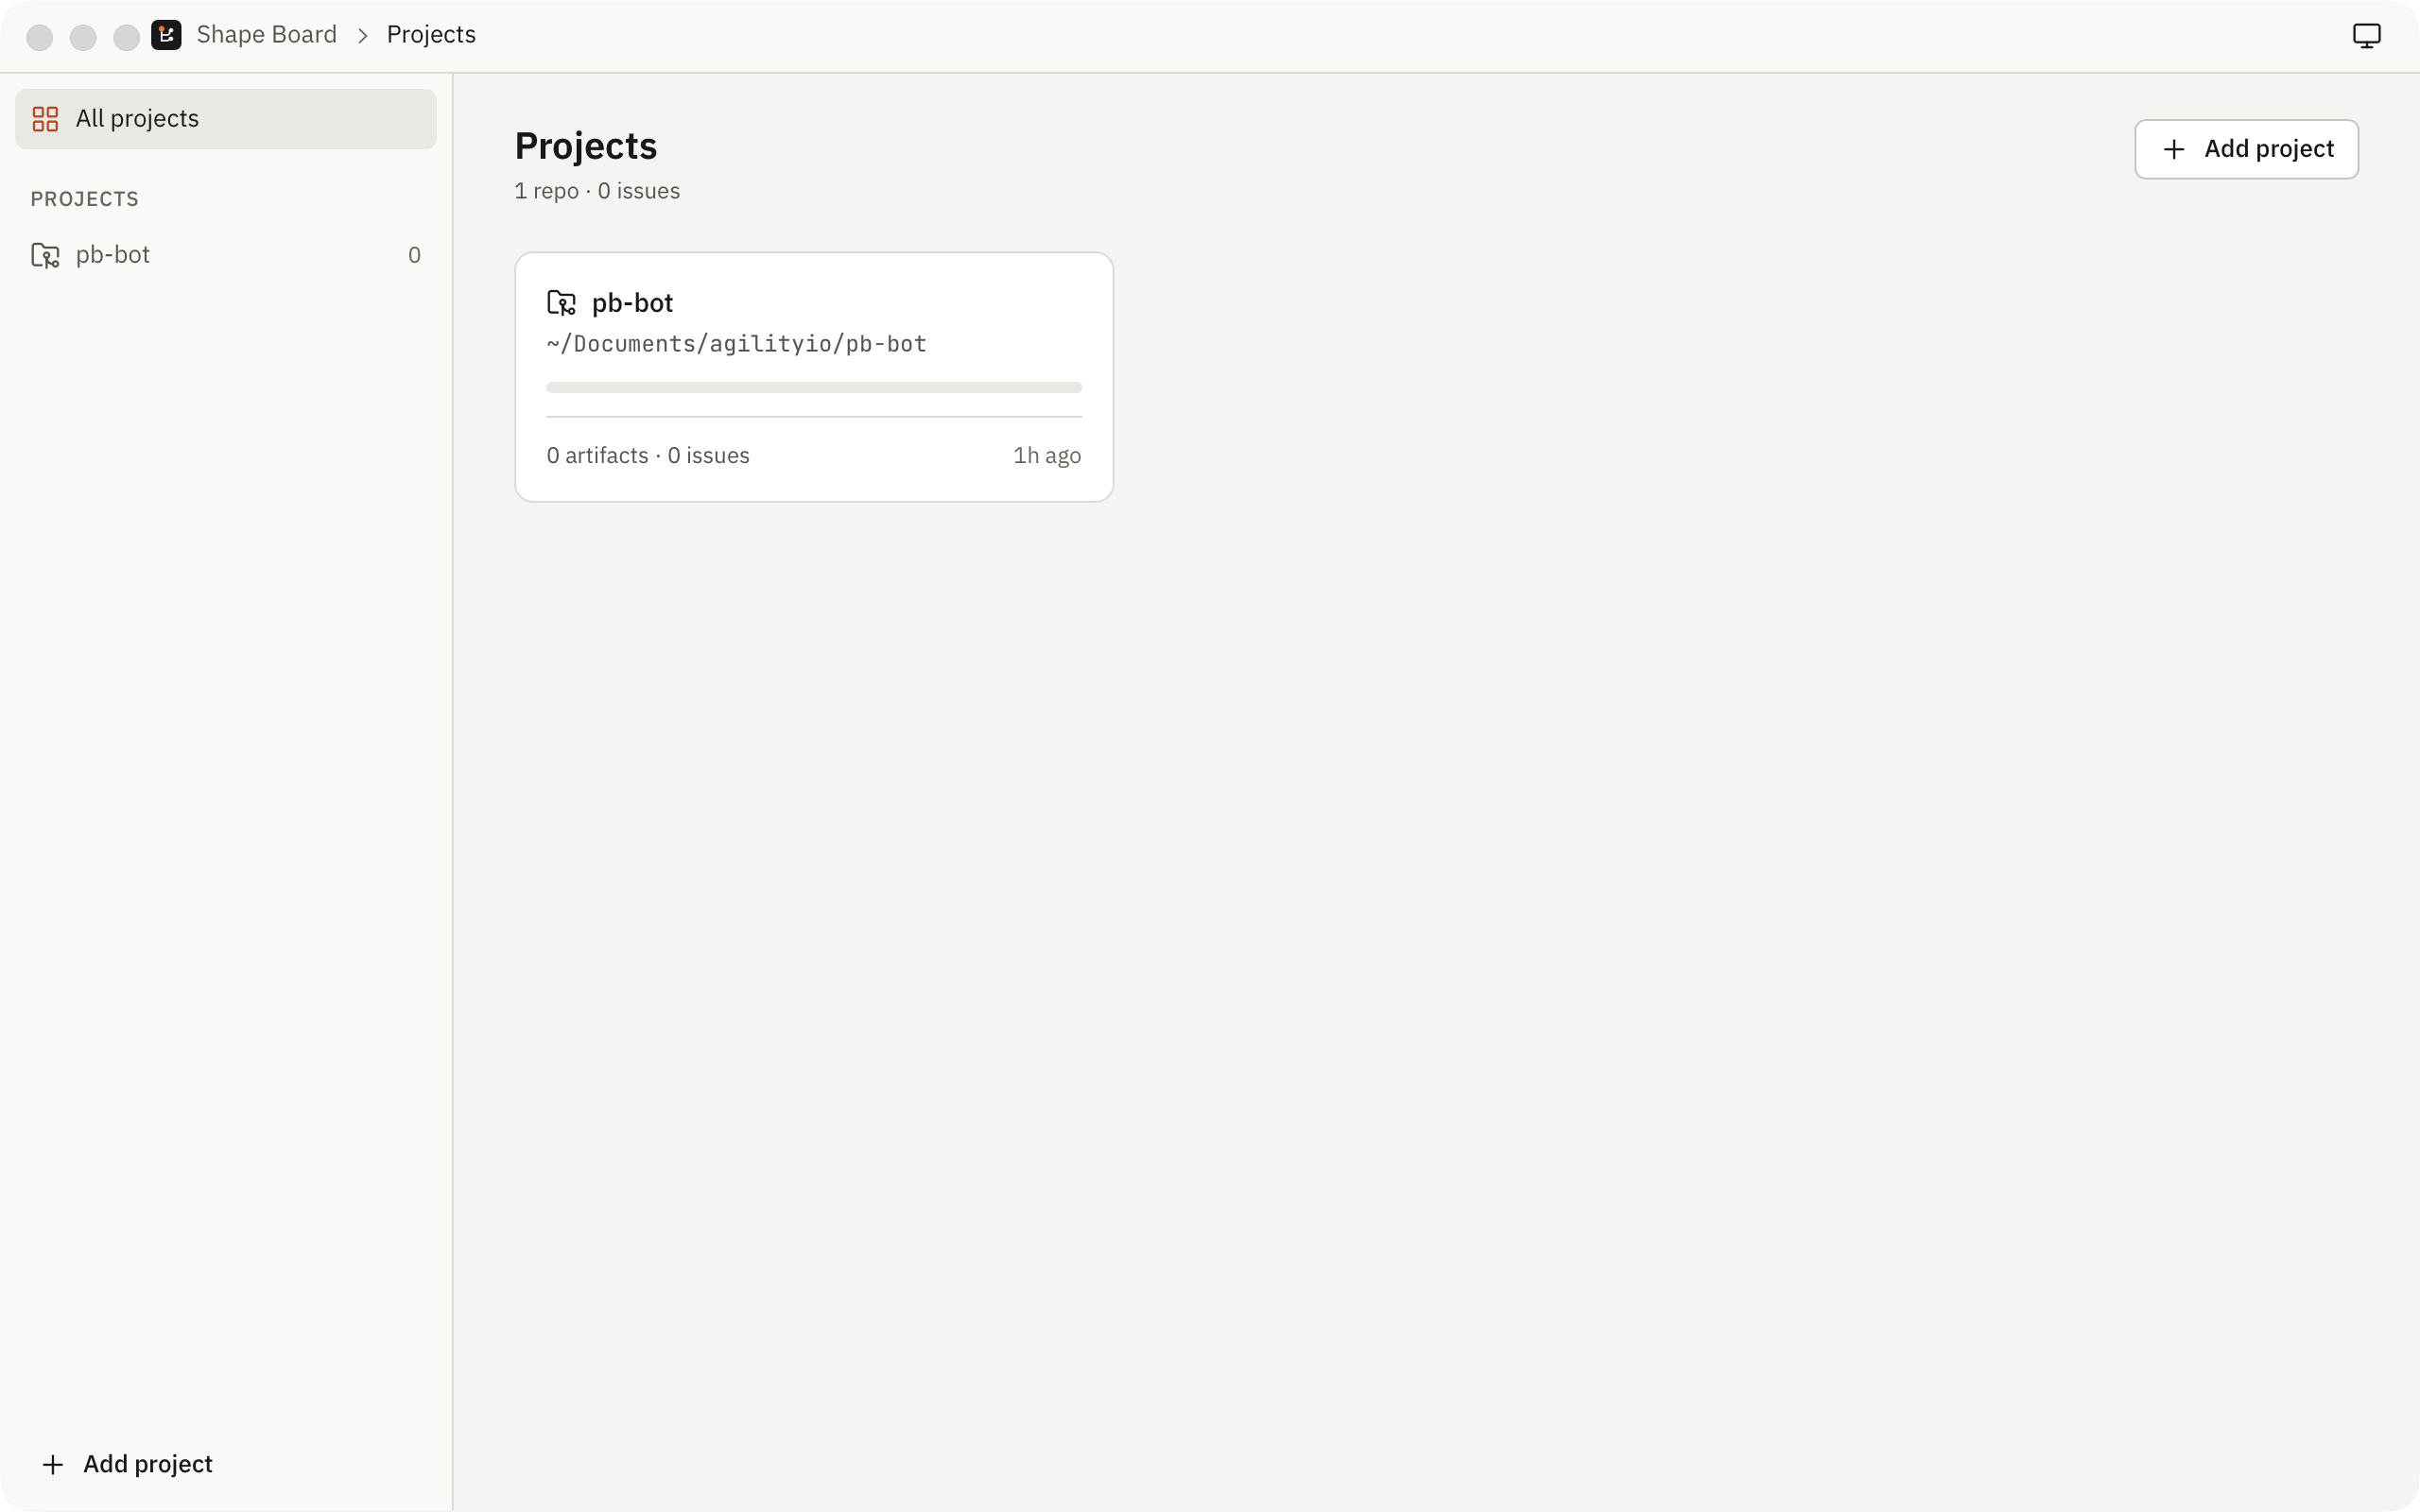 Shape Board > Projects
All projects
PROJECTS
pb-bot 0
Add project
Projects
1 repo · 0 issues
Add project
pb-bot
~/Documents/agilityio/pb-bot
0 artifacts · 0 issues 1h ago